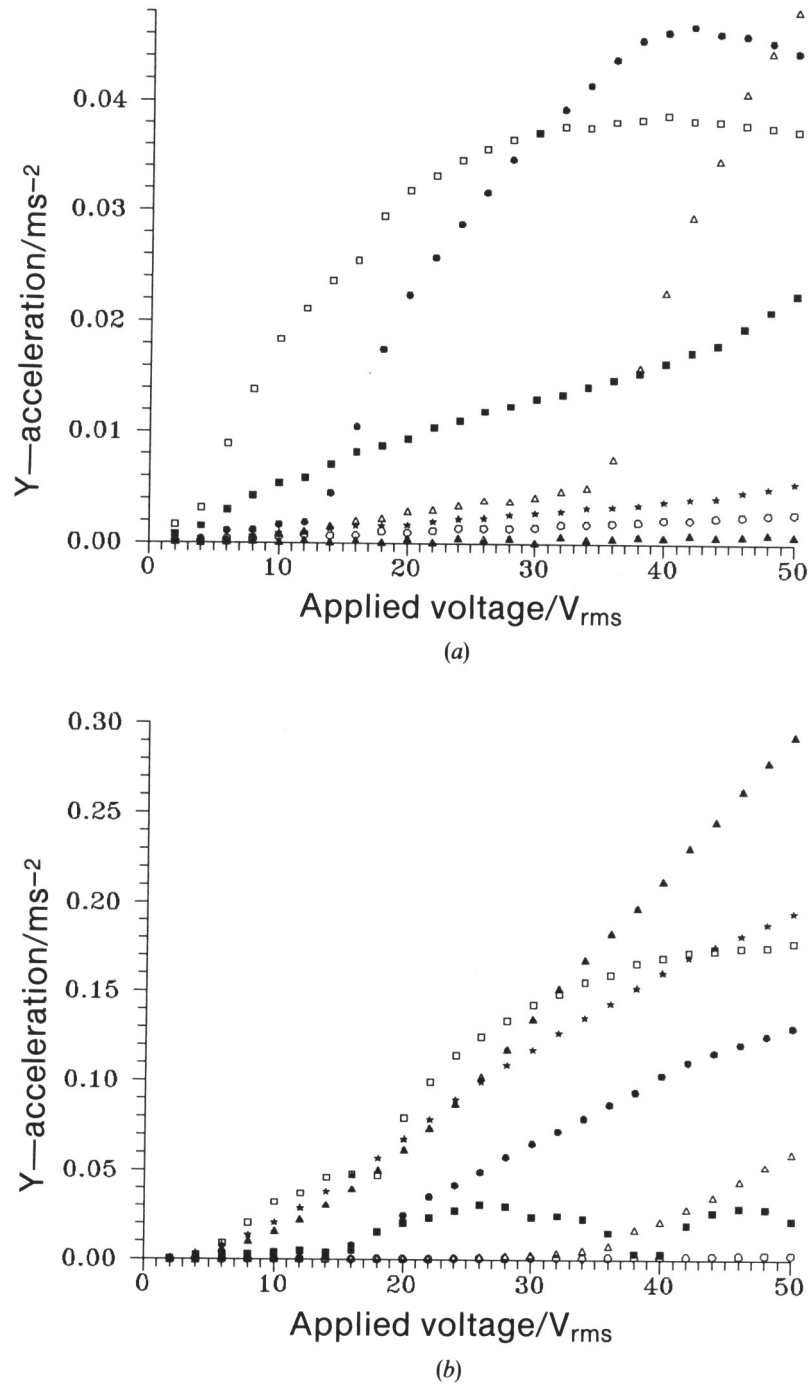 0.04
0.03
0.02
0.01
0.00
Y—acceleration/ms−2
0 10 20 30 40 50
Applied voltage/Vrms
(a)
0.30
0.25
0.20
0.15
0.10
0.05
0.00
Y—acceleration/ms−2
0 10 20 30 40 50
Applied voltage/Vrms
(b)